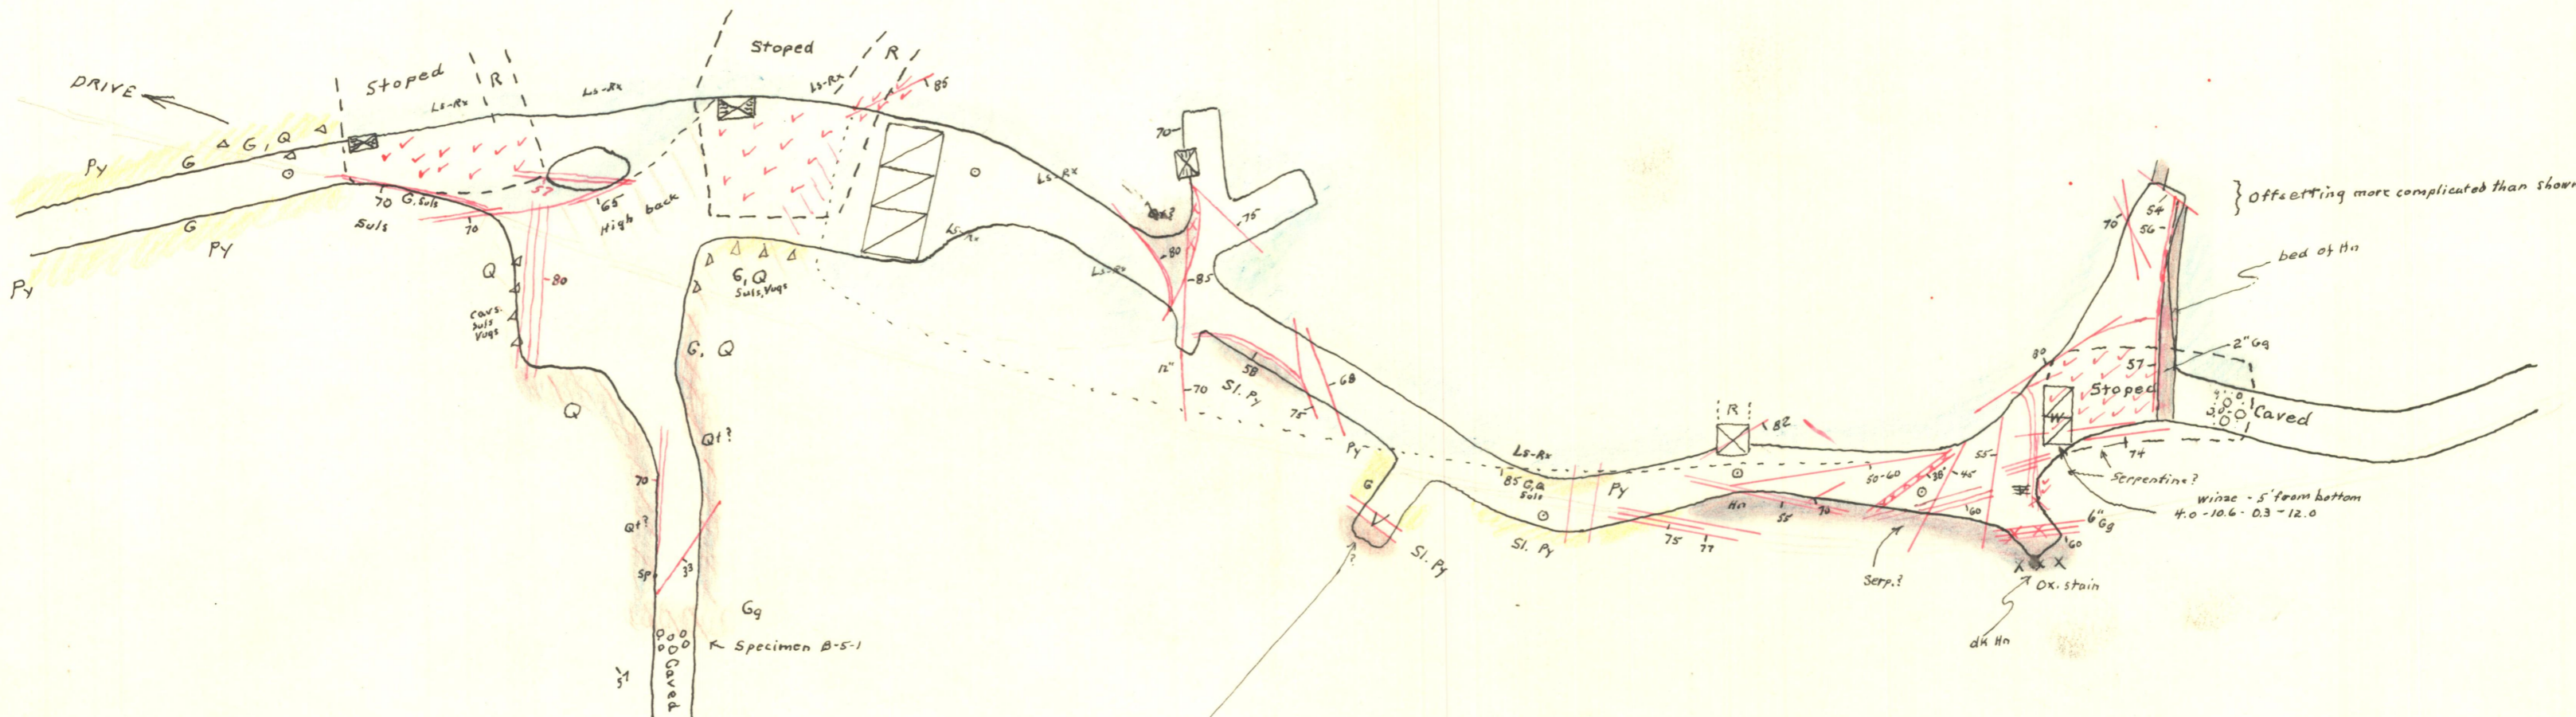 DRIVE
Stoped
R
Ls-Rx
Ls-Rx
Stoped
Ls-Rx
R
85
Py
G
G, Q
G
Py
Py
70
G, Suls
Suls
70
57
65
High back
Q
80
Cavs.
Suls
Vugs
G, Q
Suls, Vugs
G, Q
Q
Qt?
70
Qt?
Sp
33
Gg
Specimen B-5-1
Caved
51
Ls-Rx
Ls-Rx
Ls-Rx
70
75
80
85
12"
70
58
Sl. Py
75
68
Py
G
V
?
Sl. Py
Ls-Rx
85
G, Q
Suls
Py
Sl. Py
75
77
R
82
Hn
55
70
50-60
38
45
55
60
Serp.?
80
70
54
56
} Offsetting more complicated than shown
bed of Hn
2" Gg
57
Stoped
W
Caved
74
Serpentine?
winze - 5' from bottom
4.0 - 10.6 - 0.3 - 12.0
6" Gg
60
X X X
Ox. stain
dk Hn